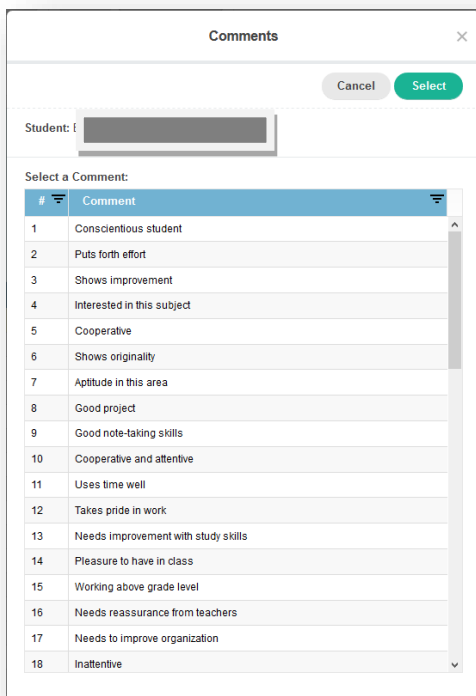 Comments
×
Cancel Select
Student:
Select a Comment:
# Comment
1 Conscientious student
2 Puts forth effort
3 Shows improvement
4 Interested in this subject
5 Cooperative
6 Shows originality
7 Aptitude in this area
8 Good project
9 Good note-taking skills
10 Cooperative and attentive
11 Uses time well
12 Takes pride in work
13 Needs improvement with study skills
14 Pleasure to have in class
15 Working above grade level
16 Needs reassurance from teachers
17 Needs to improve organization
18 Inattentive